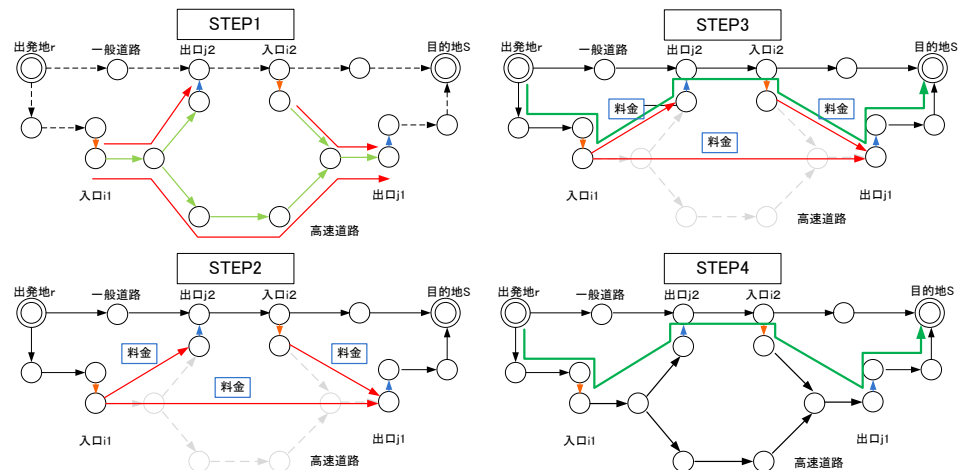 STEP1
出発地r
一般道路
出口j2
入口i2
目的地S
入口i1
出口j1
高速道路
STEP3
出発地r
一般道路
出口j2
入口i2
目的地S
料金
料金
料金
入口i1
出口j1
高速道路
STEP2
出発地r
一般道路
出口j2
入口i2
目的地S
料金
料金
料金
入口i1
出口j1
高速道路
STEP4
出発地r
一般道路
出口j2
入口i2
目的地S
入口i1
出口j1
高速道路